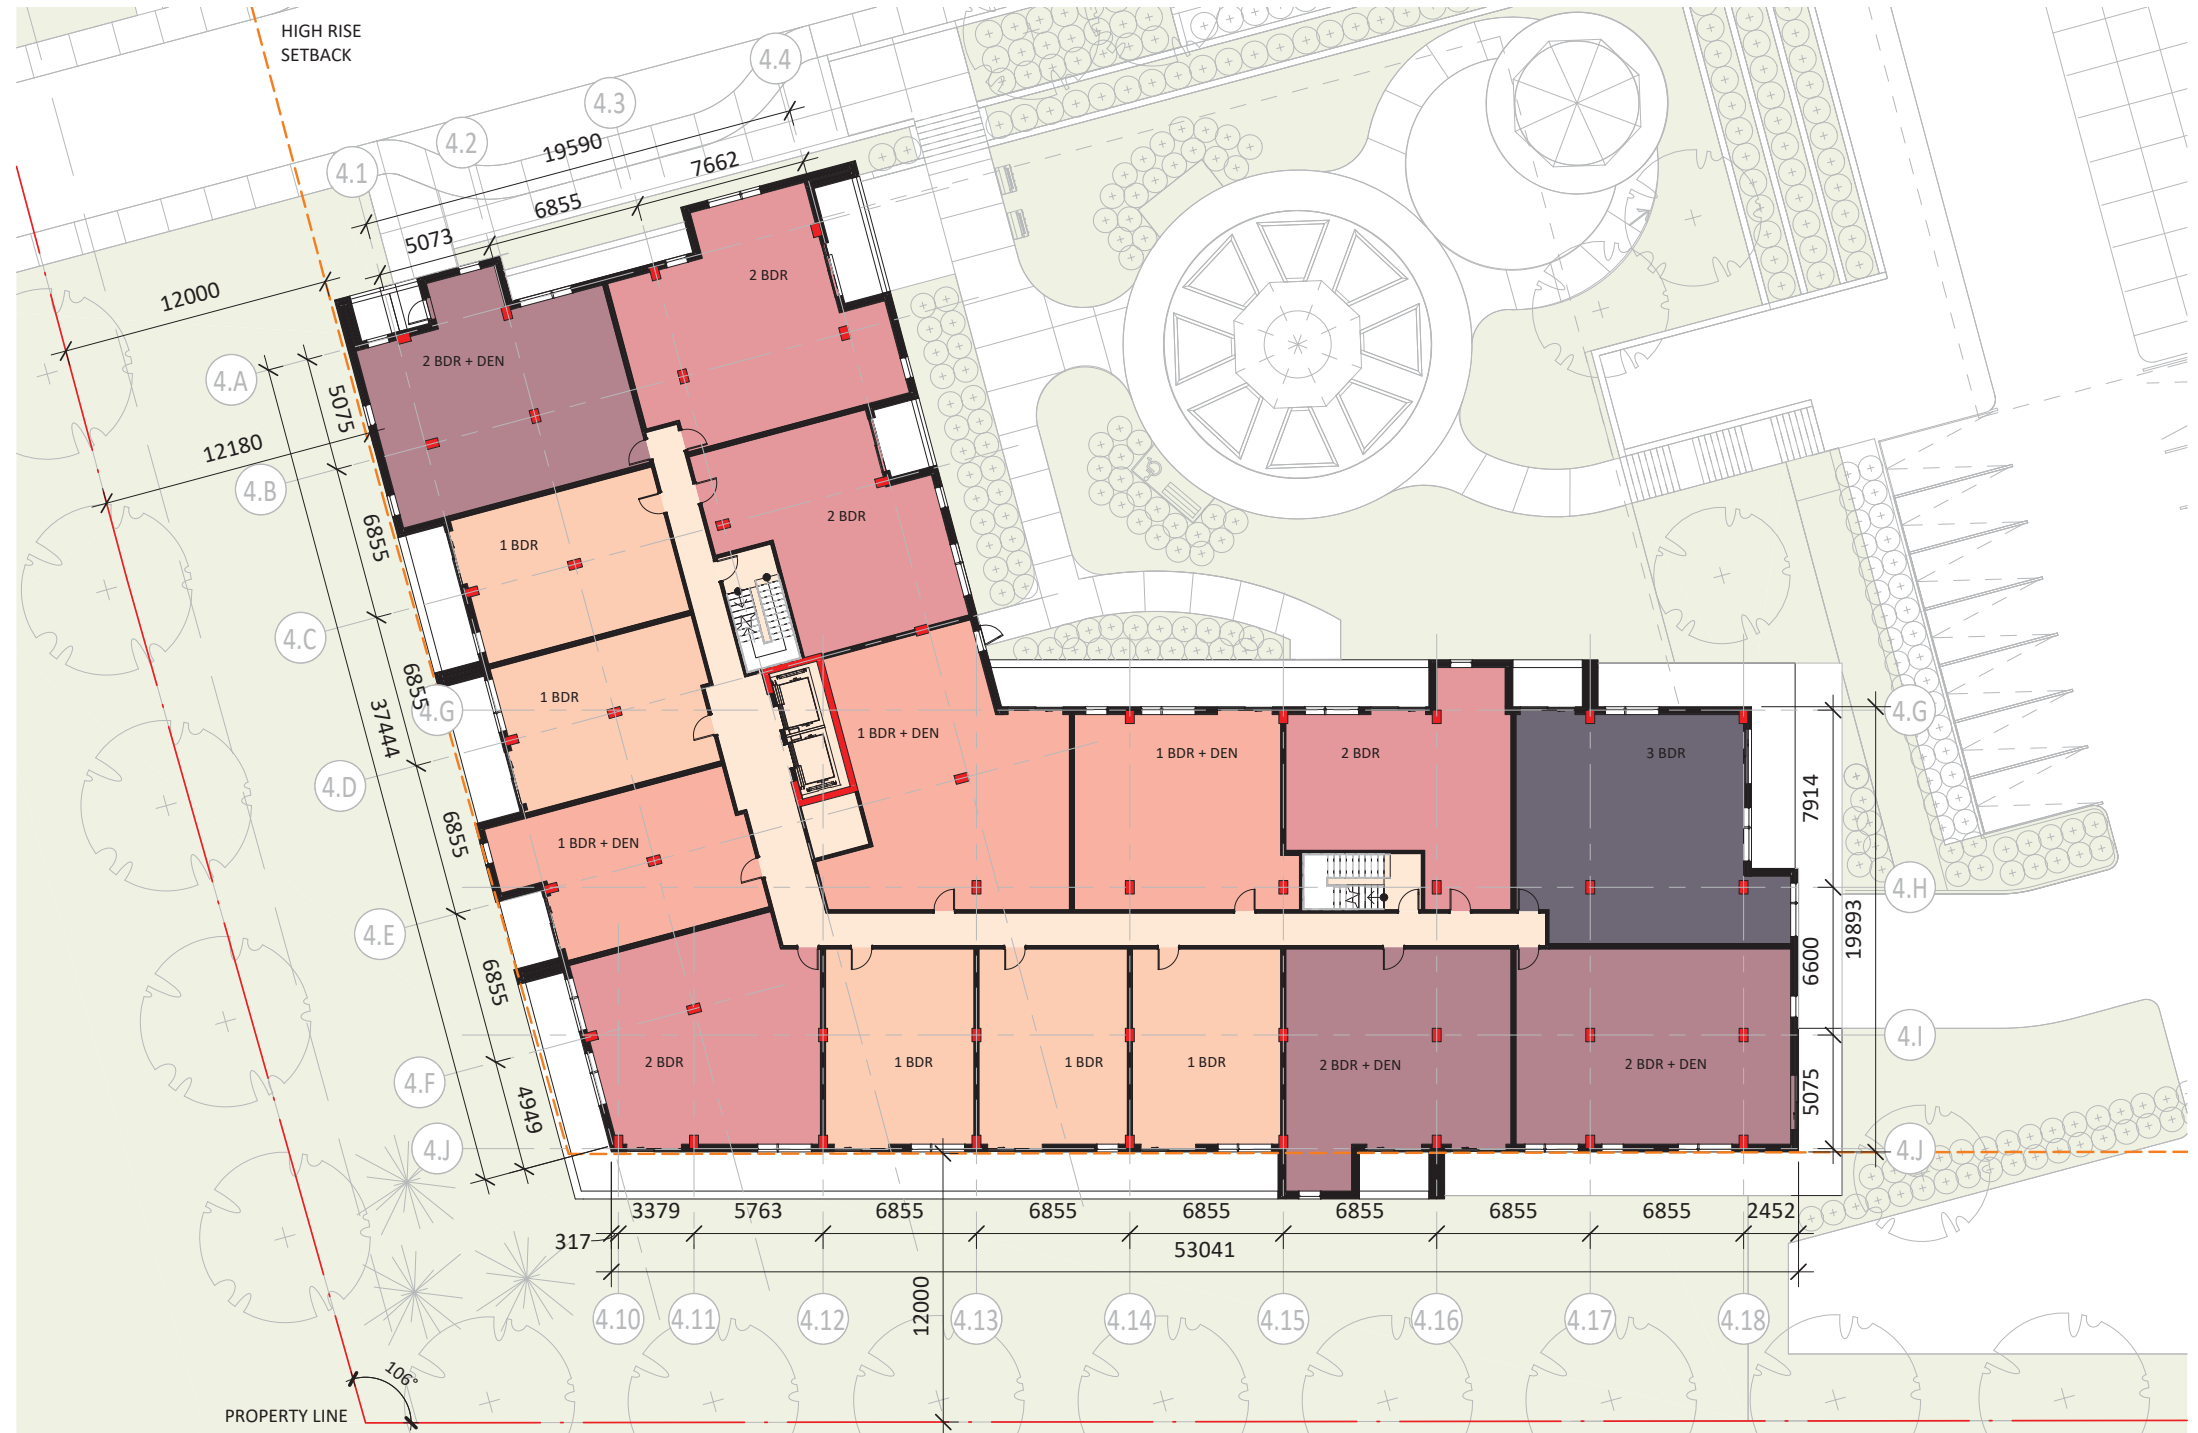 HIGH RISE
SETBACK
4.4
4.3
4.2
4.1
19590
7662
6855
5073
12000
12180
2 BDR
2 BDR + DEN
4.A
5075
4.B
2 BDR
1 BDR
6855
4.C
6855
1 BDR
4.G
37444
4.D
1 BDR + DEN
1 BDR + DEN
2 BDR
3 BDR
4.G
7914
6855
1 BDR + DEN
4.H
4.E
19893
6855
6600
4.I
2 BDR
1 BDR
1 BDR
1 BDR
2 BDR + DEN
2 BDR + DEN
4.F
4949
5075
4.J
4.J
3379
5763
6855
6855
6855
6855
6855
6855
2452
317
53041
12000
4.10
4.11
4.12
4.13
4.14
4.15
4.16
4.17
4.18
106°
PROPERTY LINE